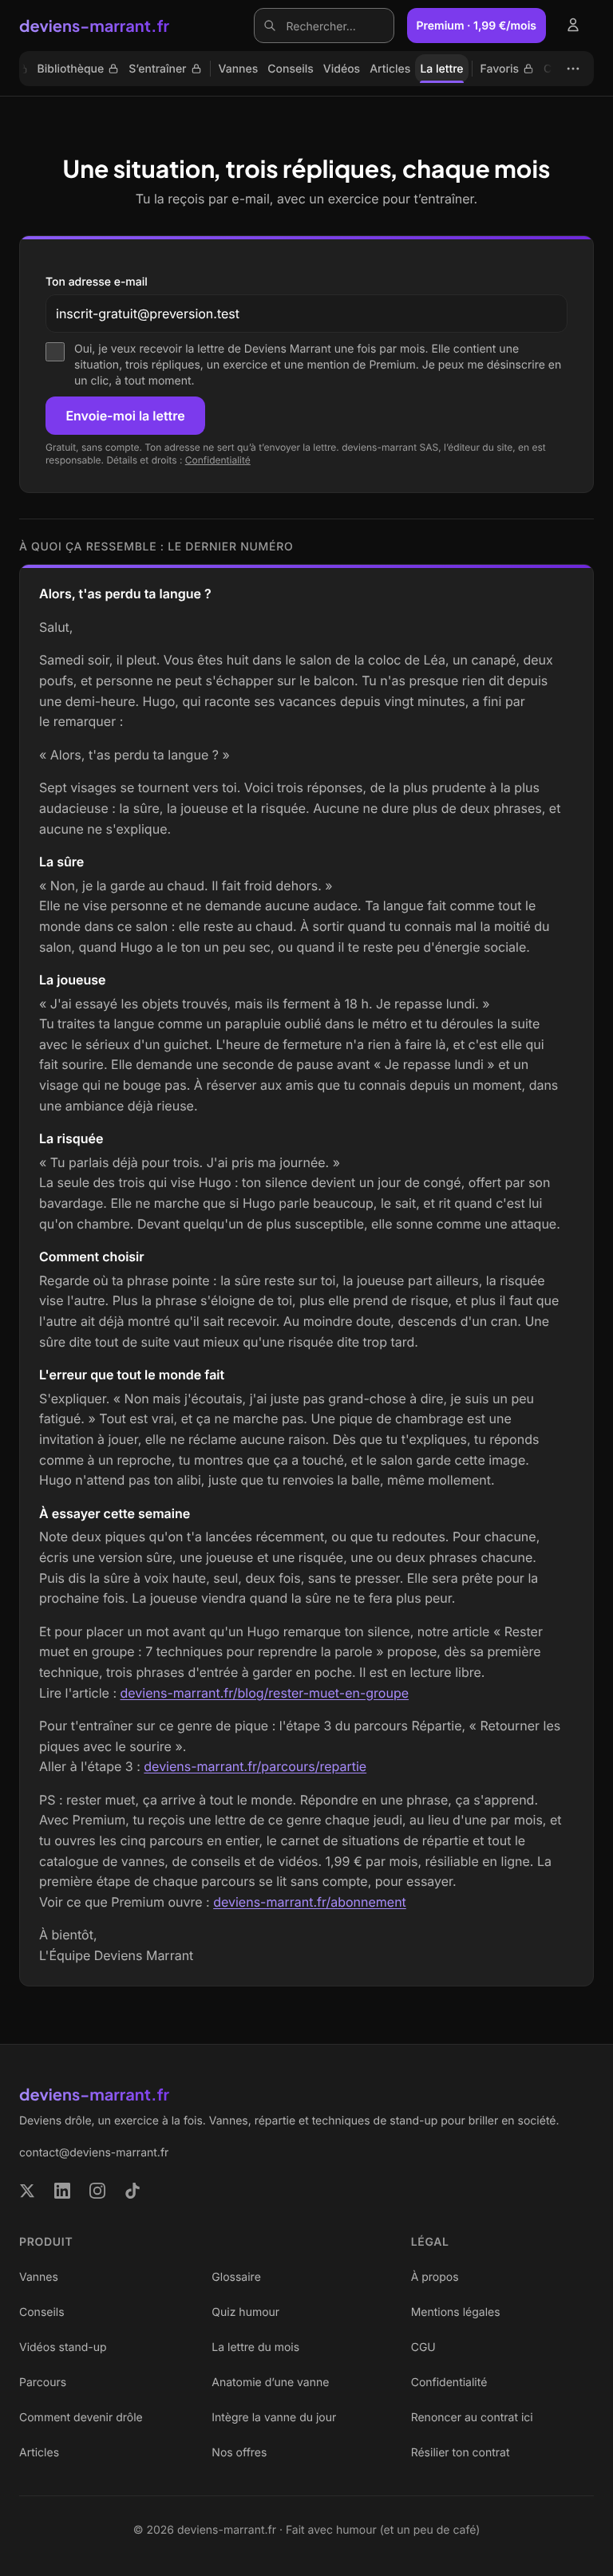 deviens-marrant.fr
Rechercher...
Premium · 1,99 €/mois
Bibliothèque
S’entraîner
Vannes
Conseils
Vidéos
Articles
La lettre
Favoris
Une situation, trois répliques, chaque mois
Tu la reçois par e-mail, avec un exercice pour t’entraîner.
Ton adresse e-mail
inscrit-gratuit@preversion.test
Oui, je veux recevoir la lettre de Deviens Marrant une fois par mois. Elle contient une
situation, trois répliques, un exercice et une mention de Premium. Je peux me désinscrire en
un clic, à tout moment.
Envoie-moi la lettre
Gratuit, sans compte. Ton adresse ne sert qu’à t’envoyer la lettre. deviens-marrant SAS, l’éditeur du site, en est
responsable. Détails et droits : Confidentialité
À QUOI ÇA RESSEMBLE : LE DERNIER NUMÉRO
Alors, t'as perdu ta langue ?
Salut,
Samedi soir, il pleut. Vous êtes huit dans le salon de la coloc de Léa, un canapé, deux
poufs, et personne ne peut s'échapper sur le balcon. Tu n'as presque rien dit depuis
une demi-heure. Hugo, qui raconte ses vacances depuis vingt minutes, a fini par
le remarquer :
« Alors, t'as perdu ta langue ? »
Sept visages se tournent vers toi. Voici trois réponses, de la plus prudente à la plus
audacieuse : la sûre, la joueuse et la risquée. Aucune ne dure plus de deux phrases, et
aucune ne s'explique.
La sûre
« Non, je la garde au chaud. Il fait froid dehors. »
Elle ne vise personne et ne demande aucune audace. Ta langue fait comme tout le
monde dans ce salon : elle reste au chaud. À sortir quand tu connais mal la moitié du
salon, quand Hugo a le ton un peu sec, ou quand il te reste peu d'énergie sociale.
La joueuse
« J'ai essayé les objets trouvés, mais ils ferment à 18 h. Je repasse lundi. »
Tu traites ta langue comme un parapluie oublié dans le métro et tu déroules la suite
avec le sérieux d'un guichet. L'heure de fermeture n'a rien à faire là, et c'est elle qui
fait sourire. Elle demande une seconde de pause avant « Je repasse lundi » et un
visage qui ne bouge pas. À réserver aux amis que tu connais depuis un moment, dans
une ambiance déjà rieuse.
La risquée
« Tu parlais déjà pour trois. J'ai pris ma journée. »
La seule des trois qui vise Hugo : ton silence devient un jour de congé, offert par son
bavardage. Elle ne marche que si Hugo parle beaucoup, le sait, et rit quand c'est lui
qu'on chambre. Devant quelqu'un de plus susceptible, elle sonne comme une attaque.
Comment choisir
Regarde où ta phrase pointe : la sûre reste sur toi, la joueuse part ailleurs, la risquée
vise l'autre. Plus la phrase s'éloigne de toi, plus elle prend de risque, et plus il faut que
l'autre ait déjà montré qu'il sait recevoir. Au moindre doute, descends d'un cran. Une
sûre dite tout de suite vaut mieux qu'une risquée dite trop tard.
L'erreur que tout le monde fait
S'expliquer. « Non mais j'écoutais, j'ai juste pas grand-chose à dire, je suis un peu
fatigué. » Tout est vrai, et ça ne marche pas. Une pique de chambrage est une
invitation à jouer, elle ne réclame aucune raison. Dès que tu t'expliques, tu réponds
comme à un reproche, tu montres que ça a touché, et le salon garde cette image.
Hugo n'attend pas ton alibi, juste que tu renvoies la balle, même mollement.
À essayer cette semaine
Note deux piques qu'on t'a lancées récemment, ou que tu redoutes. Pour chacune,
écris une version sûre, une joueuse et une risquée, une ou deux phrases chacune.
Puis dis la sûre à voix haute, seul, deux fois, sans te presser. Elle sera prête pour la
prochaine fois. La joueuse viendra quand la sûre ne te fera plus peur.
Et pour placer un mot avant qu'un Hugo remarque ton silence, notre article « Rester
muet en groupe : 7 techniques pour reprendre la parole » propose, dès sa première
technique, trois phrases d'entrée à garder en poche. Il est en lecture libre.
Lire l'article : deviens-marrant.fr/blog/rester-muet-en-groupe
Pour t'entraîner sur ce genre de pique : l'étape 3 du parcours Répartie, « Retourner les
piques avec le sourire ».
Aller à l'étape 3 : deviens-marrant.fr/parcours/repartie
PS : rester muet, ça arrive à tout le monde. Répondre en une phrase, ça s'apprend.
Avec Premium, tu reçois une lettre de ce genre chaque jeudi, au lieu d'une par mois, et
tu ouvres les cinq parcours en entier, le carnet de situations de répartie et tout le
catalogue de vannes, de conseils et de vidéos. 1,99 € par mois, résiliable en ligne. La
première étape de chaque parcours se lit sans compte, pour essayer.
Voir ce que Premium ouvre : deviens-marrant.fr/abonnement
À bientôt,
L'Équipe Deviens Marrant
deviens-marrant.fr
Deviens drôle, un exercice à la fois. Vannes, répartie et techniques de stand-up pour briller en société.
contact@deviens-marrant.fr
PRODUIT
Vannes
Conseils
Vidéos stand-up
Parcours
Comment devenir drôle
Articles
Glossaire
Quiz humour
La lettre du mois
Anatomie d’une vanne
Intègre la vanne du jour
Nos offres
LÉGAL
À propos
Mentions légales
CGU
Confidentialité
Renoncer au contrat ici
Résilier ton contrat
© 2026 deviens-marrant.fr · Fait avec humour (et un peu de café)